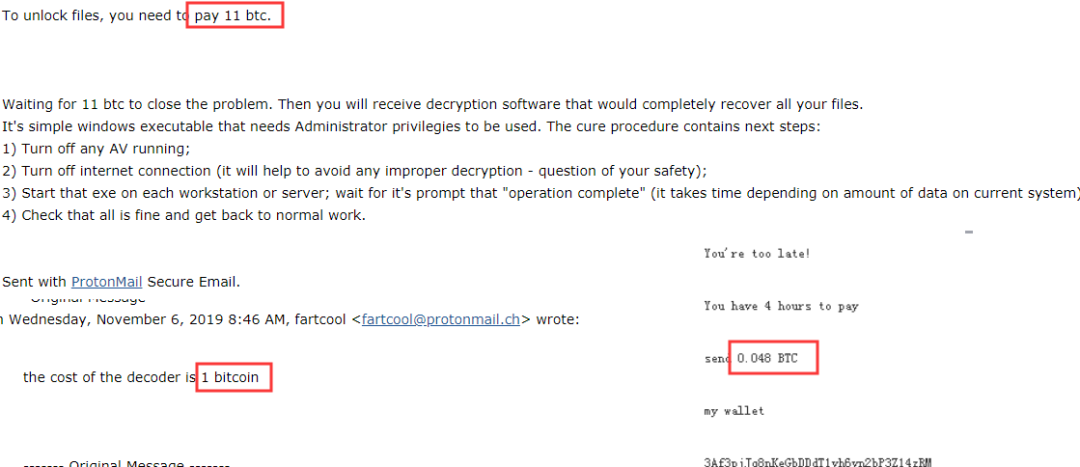 To unlock files, you need to pay 11 btc.
Waiting for 11 btc to close the problem. Then you will receive decryption software that would completely recover all your files.
It's simple windows executable that needs Administrator privilegies to be used. The cure procedure contains next steps:
1) Turn off any AV running;
2) Turn off internet connection (it will help to avoid any improper decryption - question of your safety);
3) Start that exe on each workstation or server; wait for it's prompt that "operation complete" (it takes time depending on amount of data on current system)
4) Check that all is fine and get back to normal work.
Sent with ProtonMail Secure Email.
Original Message
n Wednesday, November 6, 2019 8:46 AM, fartcool <fartcool@protonmail.ch> wrote:
the cost of the decoder is 1 bitcoin
------- Original Message -------
You're too late!
You have 4 hours to pay
send 0.048 BTC
my wallet